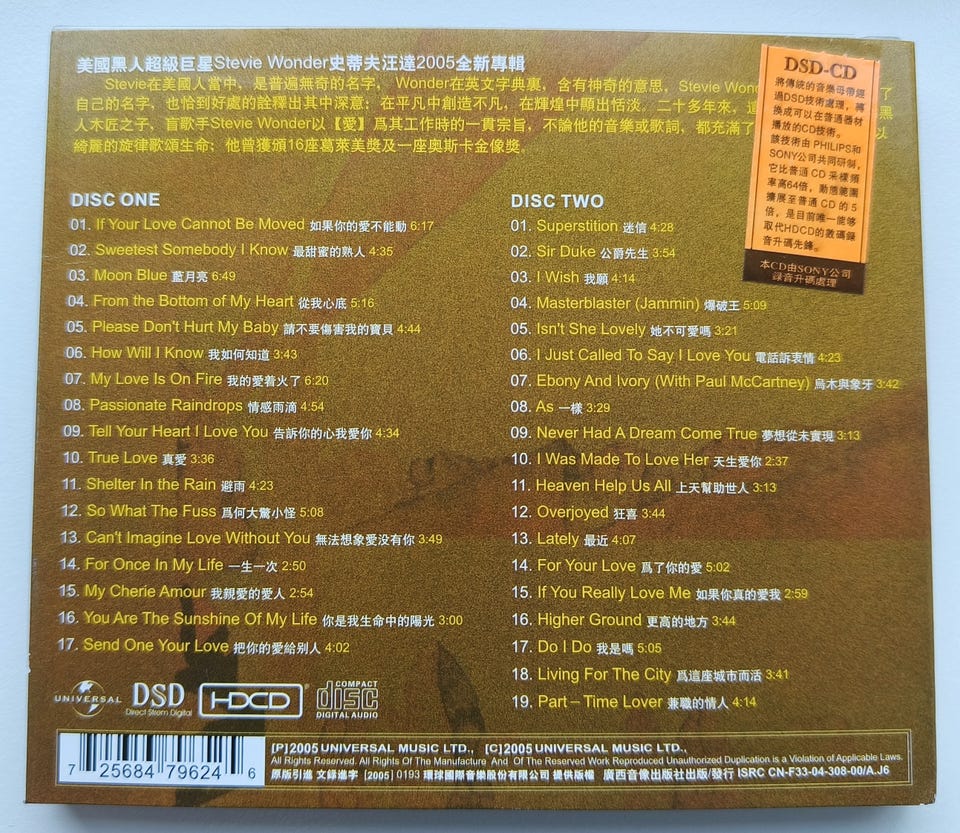 美國黑人超級巨星Stevie Wonder史蒂夫汪達2005全新專輯
Stevie在美國人當中，是普遍無奇的名字， Wonder在英文字典裏，含有神奇的意思，Stevie Won 了
自己的名字，也恰到好處的詮釋出其中深意；在平凡中創造不凡，在輝煌中顯出恬淡。二十多年來， 黑
人木匠之子，盲歌手Stevie Wonder以【愛】爲其工作時的一貫宗旨，不論他的音樂或歌詞，都充滿了 以
綺麗的旋律歌頌生命；他曾獲頒16座葛萊美獎及一座奧斯卡金像獎。
DSD-CD
將傳統的音樂母帶經
過DSD技術處理，轉
換成可以在普通器材
播放的CD技術。
該技術由 PHILIPS和
SONY公司共同研制，
它比普通 CD 采樣頻
率高64倍，動態範圍
擴展至普通 CD 的 5
倍，是目前唯一能够
取代HDCD的數碼錄
音升碼先鋒。
本CD由SONY公司
錄音升碼處理
DISC ONE
01. If Your Love Cannot Be Moved 如果你的愛不能動 6:17
02. Sweetest Somebody I Know 最甜蜜的熟人 4:35
03. Moon Blue 藍月亮 6:49
04. From the Bottom of My Heart 從我心底 5:16
05. Please Don't Hurt My Baby 請不要傷害我的寶貝 4:44
06. How Will I Know 我如何知道 3:43
07. My Love Is On Fire 我的愛着火了 6:20
08. Passionate Raindrops 情感雨滴 4:54
09. Tell Your Heart I Love You 告訴你的心我愛你 4:34
10. True Love 真愛 3:36
11. Shelter In the Rain 避雨 4:23
12. So What The Fuss 爲何大驚小怪 5:08
13. Can't Imagine Love Without You 無法想象愛没有你 3:49
14. For Once In My Life 一生一次 2:50
15. My Cherie Amour 我親愛的愛人 2:54
16. You Are The Sunshine Of My Life 你是我生命中的陽光 3:00
17. Send One Your Love 把你的愛給别人 4:02
DISC TWO
01. Superstition 迷信 4:28
02. Sir Duke 公爵先生 3:54
03. I Wish 我願 4:14
04. Masterblaster (Jammin) 爆破王 5:09
05. Isn't She Lovely 她不可愛嗎 3:21
06. I Just Called To Say I Love You 電話訴衷情 4:23
07. Ebony And Ivory (With Paul McCartney) 烏木與象牙 3:42
08. As 一樣 3:29
09. Never Had A Dream Come True 夢想從未實現 3:13
10. I Was Made To Love Her 天生愛你 2:37
11. Heaven Help Us All 上天幫助世人 3:13
12. Overjoyed 狂喜 3:44
13. Lately 最近 4:07
14. For Your Love 爲了你的愛 5:02
15. If You Really Love Me 如果你真的愛我 2:59
16. Higher Ground 更高的地方 3:44
17. Do I Do 我是嗎 5:05
18. Living For The City 爲這座城市而活 3:41
19. Part－Time Lover 兼職的情人 4:14
UNIVERSAL
DSD
Direct Strem Digital
HDCD
COMPACT
disc
DIGITAL AUDIO
7 25684 79624 6
[P]2005 UNIVERSAL MUSIC LTD., [C]2005 UNIVERSAL MUSIC LTD.,
All Rights Reserved. All Rights Of The Manufacture And Of The Reserved Work Reproduced Unauthorized Duplication is a Violation of Applicable Laws.
原版引進 文録進字 [2005] 0193 環球國際音樂股份有限公司 提供版權 廣西音像出版社出版/發行 ISRC CN-F33-04-308-00/A.J6